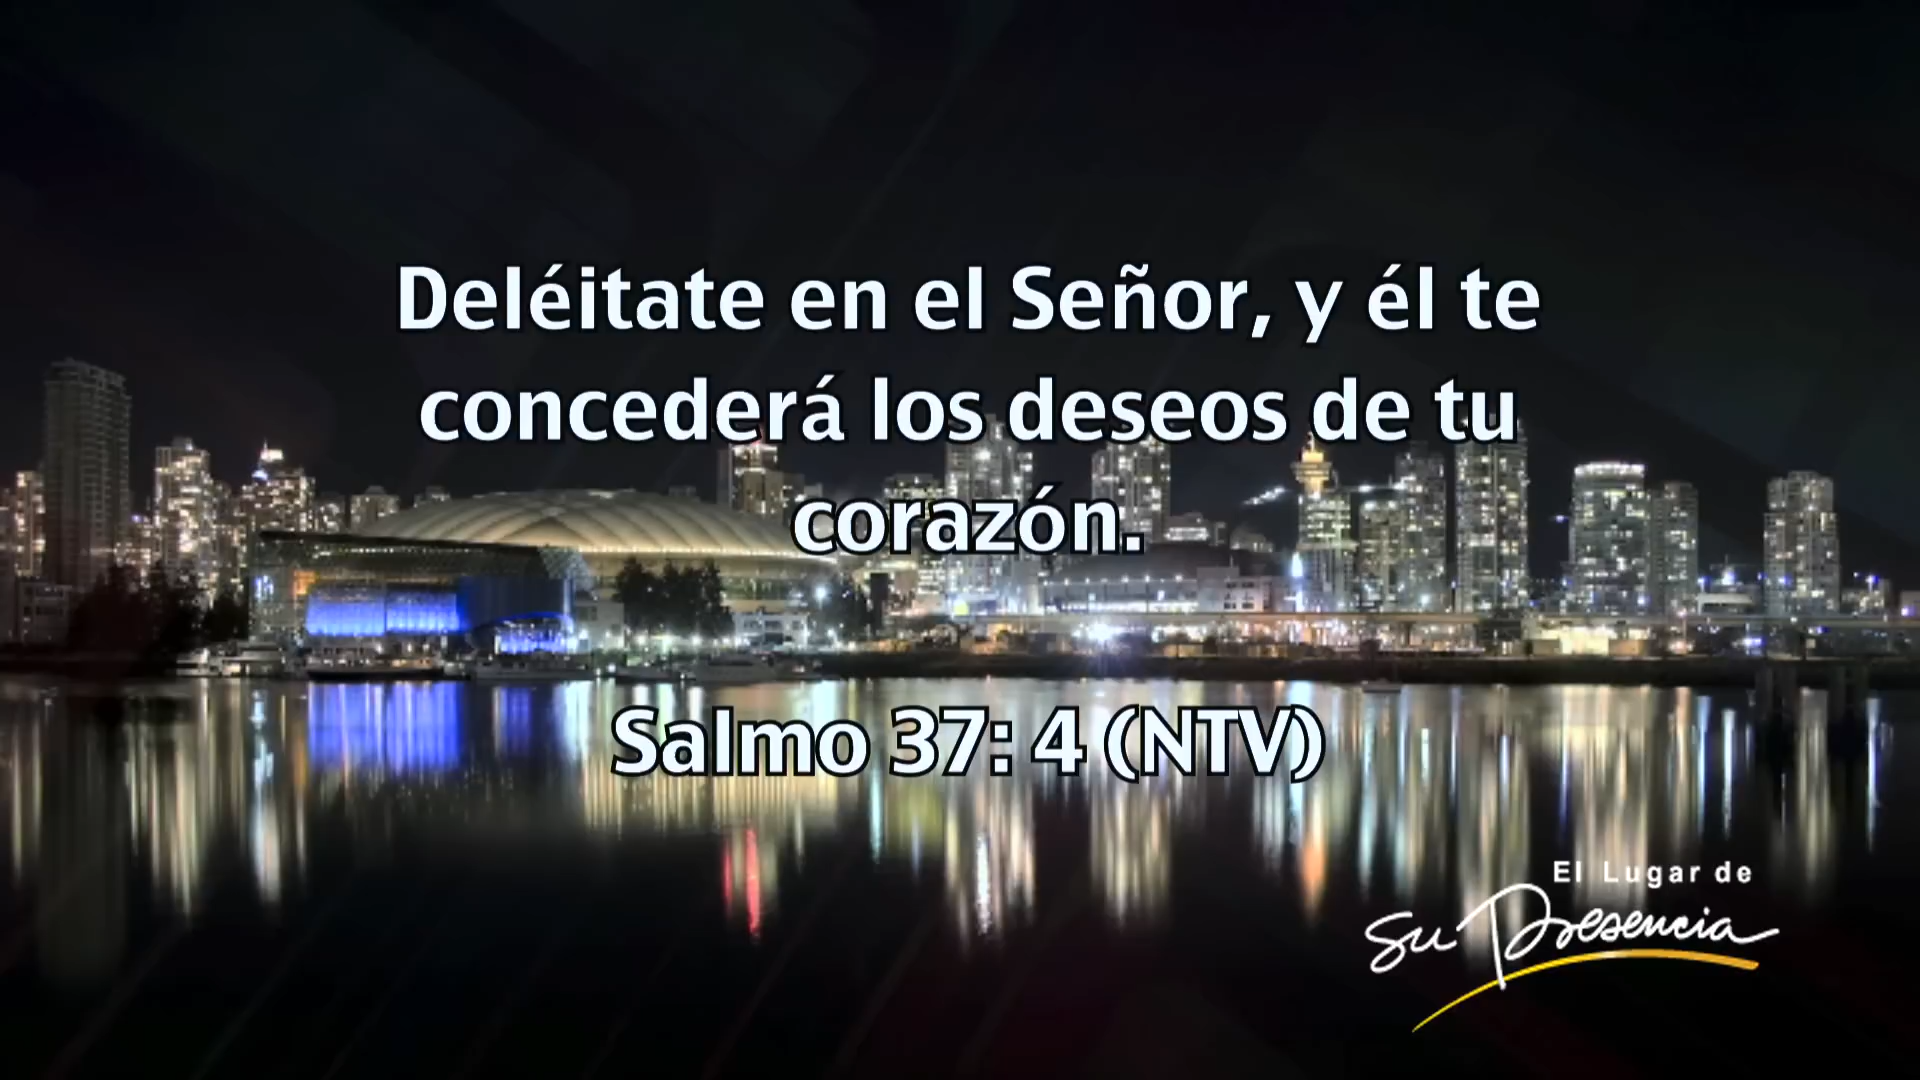 Deléitate en el Señor, y él te
concederá los deseos de tu
corazón.
Salmo 37: 4 (NTV)
El Lugar de
Su Presencia